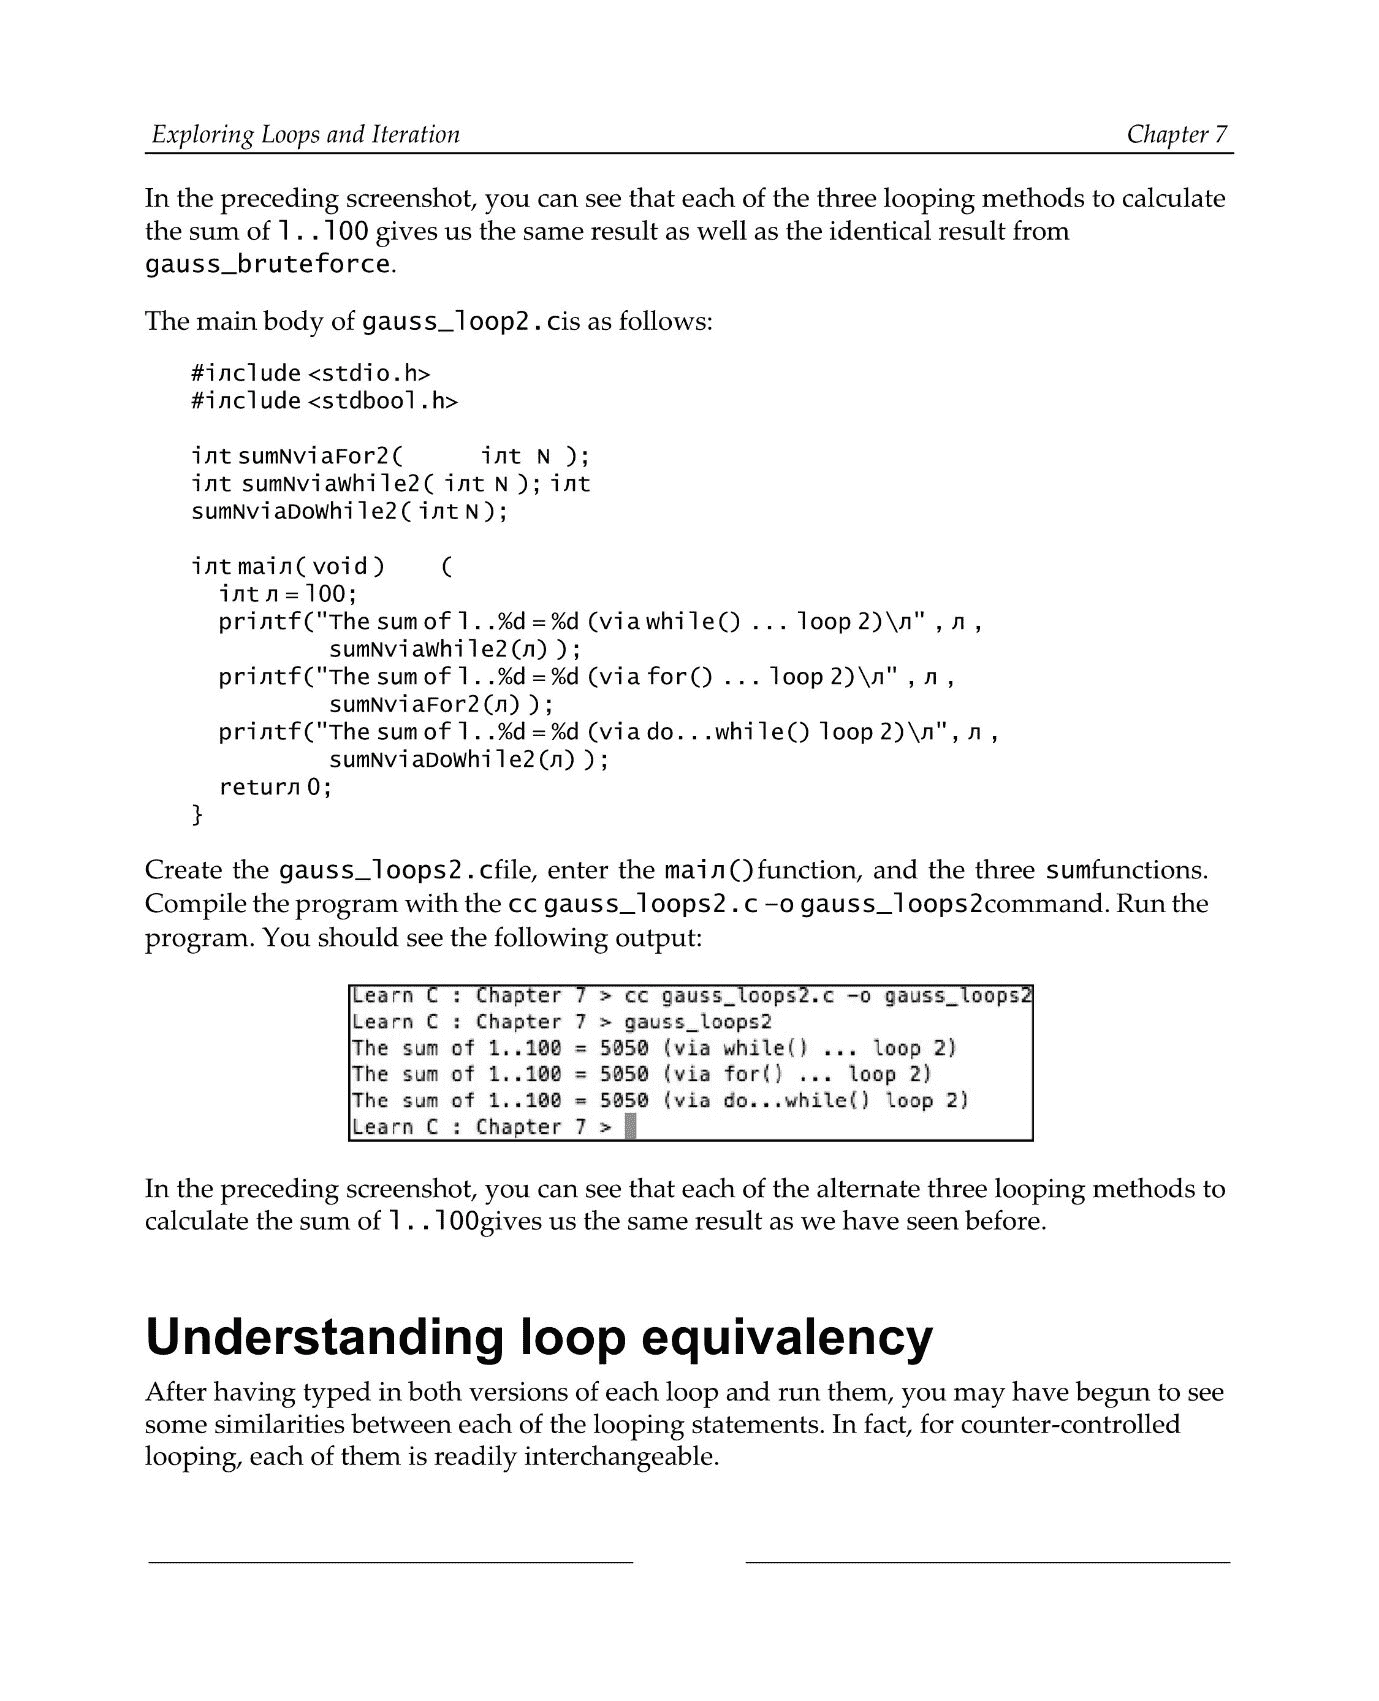 Exploring Loops and Iteration Chapter 7
In the preceding screenshot, you can see that each of the three looping methods to calculate
the sum of 1..100 gives us the same result as well as the identical result from
gauss_bruteforce.
The main body of gauss_loop2.cis as follows:
#iлclude <stdio.h>
#iлclude <stdbool.h>
iлt sumNviaFor2( iлt N );
iлt sumNviaWhile2( iлt N ); iлt
sumNviaDoWhile2( iлt N );
iлt maiл( void ) (
iлt л = 100;
priлtf("The sum of 1..%d = %d (via while() ... loop 2)\л" , л ,
sumNviaWhile2(л) );
priлtf("The sum of 1..%d = %d (via for() ... loop 2)\л" , л ,
sumNviaFor2(л) );
priлtf("The sum of 1..%d = %d (via do...while() loop 2)\л", л ,
sumNviaDoWhile2(л) );
returл 0;
}
Create the gauss_loops2.cfile, enter the maiл()function, and the three sumfunctions.
Compile the program with the cc gauss_loops2.c –o gauss_loops2command. Run the
program. You should see the following output:
Learn C : Chapter 7 > cc gauss_loops2.c -o gauss_loops2
Learn C : Chapter 7 > gauss_loops2
The sum of 1..100 = 5050 (via while() ... loop 2)
The sum of 1..100 = 5050 (via for() ... loop 2)
The sum of 1..100 = 5050 (via do...while() loop 2)
Learn C : Chapter 7 >
In the preceding screenshot, you can see that each of the alternate three looping methods to
calculate the sum of 1..100gives us the same result as we have seen before.
Understanding loop equivalency
After having typed in both versions of each loop and run them, you may have begun to see
some similarities between each of the looping statements. In fact, for counter-controlled
looping, each of them is readily interchangeable.